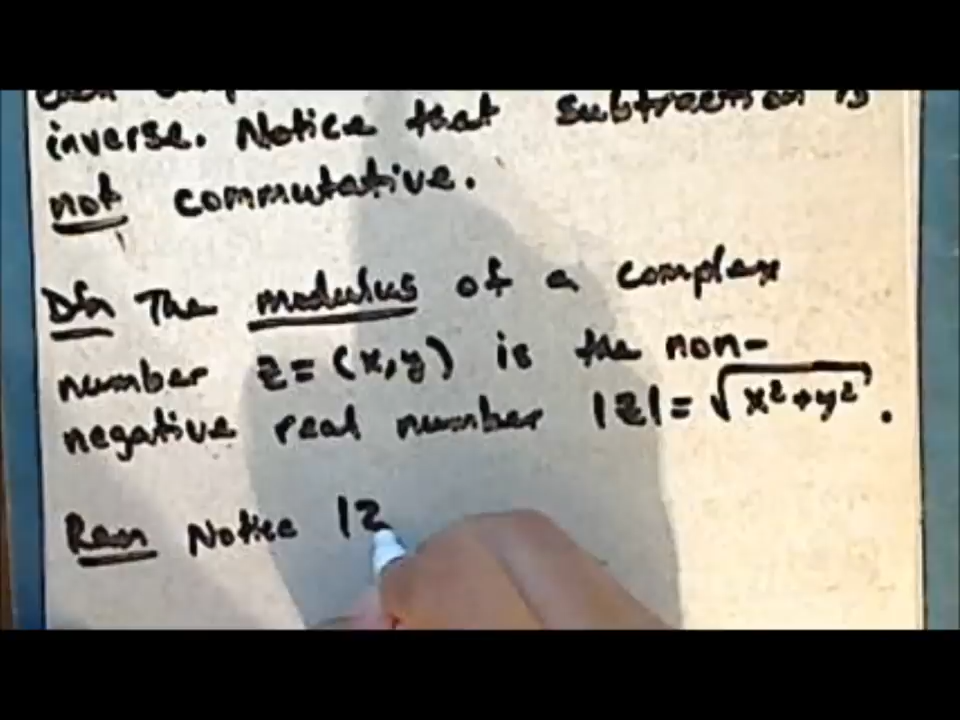 inverse. Notice that subtraction is
not commutative.
Dfn The modulus of a complex
number z = (x,y) is the non-
negative real number |z| = √x²+y².
Rem Notice |z